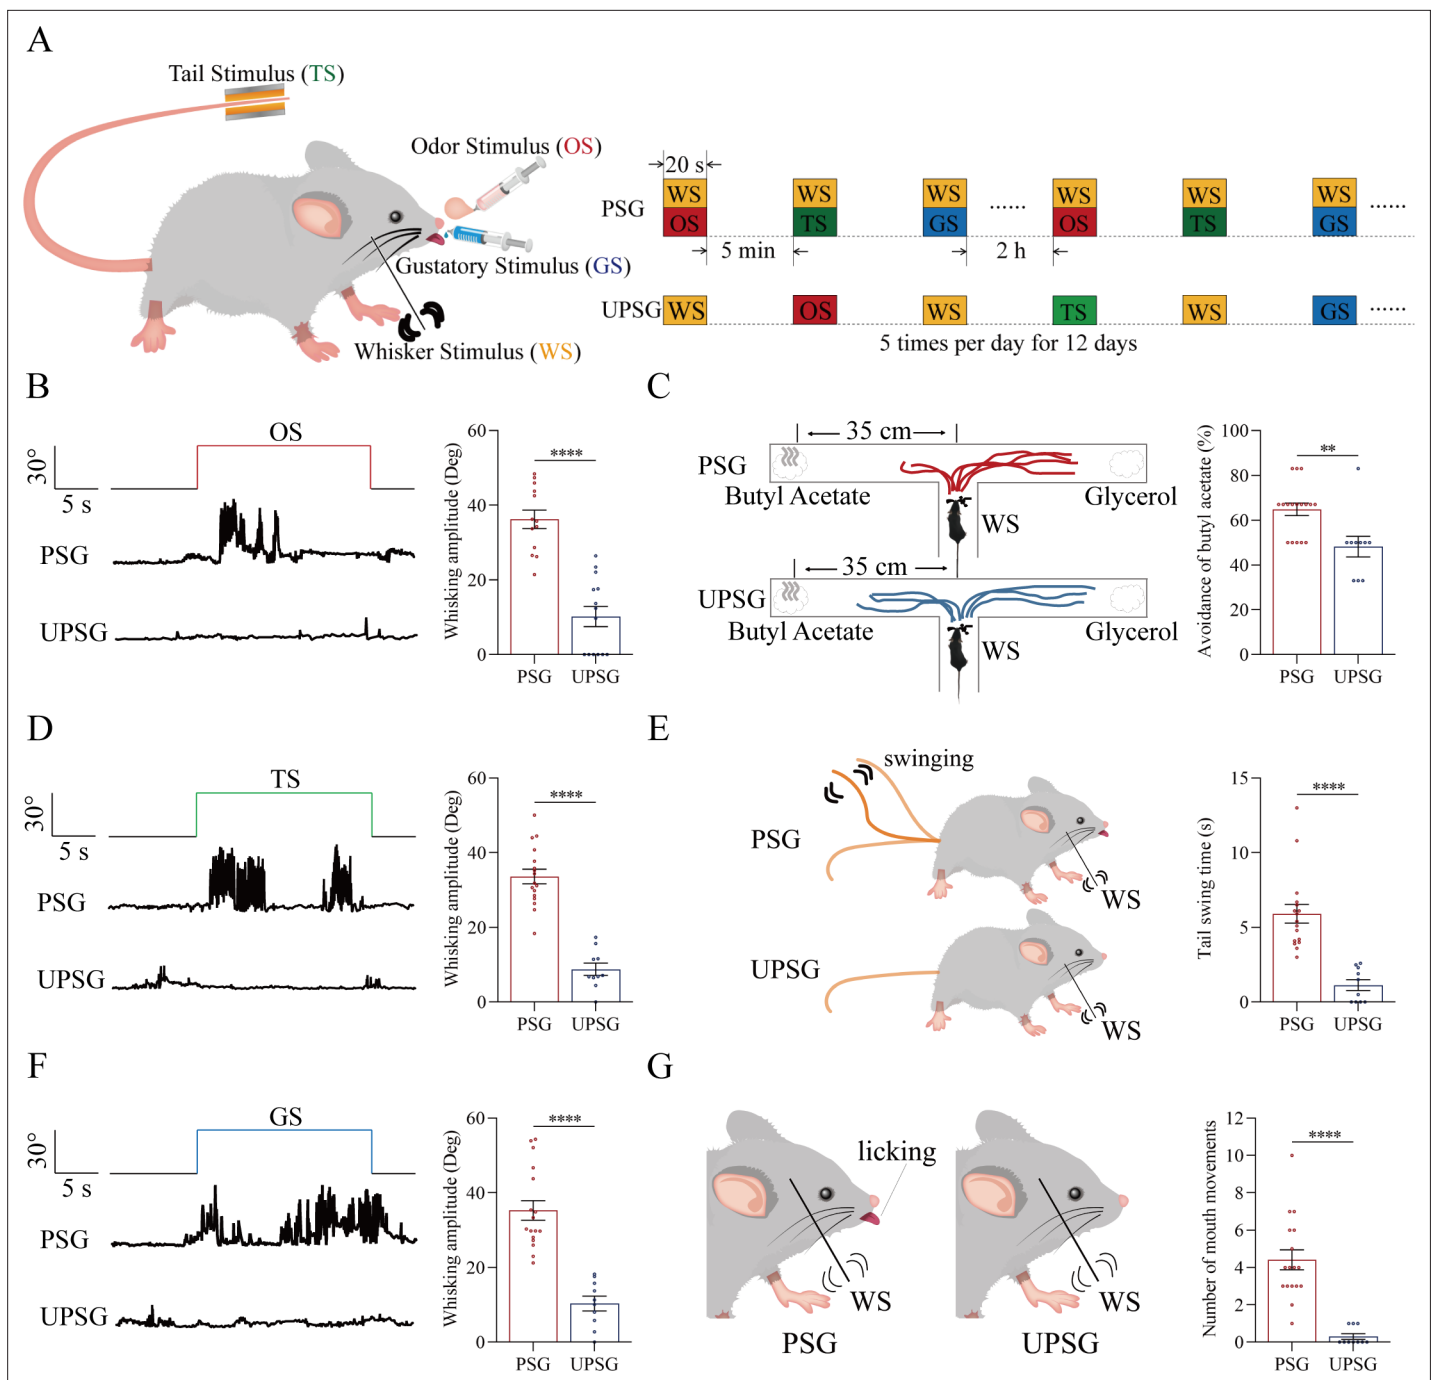 A
Tail Stimulus (TS)
Odor Stimulus (OS)
Gustatory Stimulus (GS)
Whisker Stimulus (WS)
20 s
PSG
WS WS WS ...... WS WS WS ......
OS TS GS OS TS GS
5 min 2 h
UPSG WS OS WS TS WS GS ......
5 times per day for 12 days
B
OS
30°
5 s
PSG
UPSG
Whisking amplitude (Deg)
60
40
20
0
****
PSG UPSG
C
35 cm
PSG
Butyl Acetate Glycerol
WS
35 cm
UPSG
Butyl Acetate Glycerol
WS
Avoidance of butyl acetate (%)
100
80
60
40
20
0
**
PSG UPSG
D
TS
30°
5 s
PSG
UPSG
Whisking amplitude (Deg)
60
40
20
0
****
PSG UPSG
E
swinging
PSG
WS
UPSG
WS
Tail swing time (s)
15
10
5
0
****
PSG UPSG
F
GS
30°
5 s
PSG
UPSG
Whisking amplitude (Deg)
60
40
20
0
****
PSG UPSG
G
licking
WS WS
PSG UPSG
Number of mouth movements
12
10
8
6
4
2
0
****
PSG UPSG